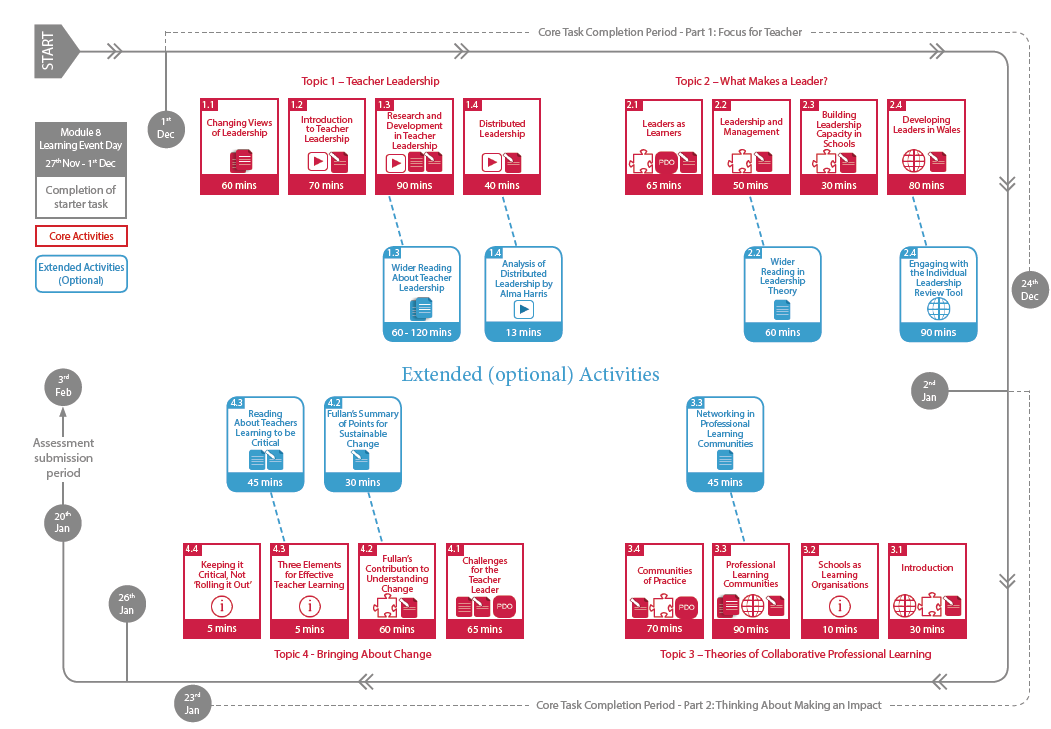 START
Core Task Completion Period - Part 1: Focus for Teacher
1st
Dec
Module 8
Learning Event Day
27th Nov - 1st Dec
Completion of
starter task
Core Activities
Extended Activities
(Optional)
Topic 1 – Teacher Leadership
1.1
Changing Views
of Leadership
60 mins
1.2
Introduction
to Teacher
Leadership
70 mins
1.3
Research and
Development
in Teacher
Leadership
90 mins
1.4
Distributed
Leadership
40 mins
Topic 2 – What Makes a Leader?
2.1
Leaders as
Learners
PDO
65 mins
2.2
Leadership and
Management
50 mins
2.3
Building
Leadership
Capacity in
Schools
30 mins
2.4
Developing
Leaders in Wales
80 mins
1.3
Wider Reading
About Teacher
Leadership
60 - 120 mins
1.4
Analysis of
Distributed
Leadership by
Alma Harris
13 mins
2.2
Wider
Reading in
Leadership
Theory
60 mins
2.4
Engaging with
the Individual
Leadership
Review Tool
90 mins
24th
Dec
Extended (optional) Activities
2nd
Jan
3rd
Feb
Assessment
submission
period
20th
Jan
4.3
Reading
About Teachers
Learning to be
Critical
45 mins
4.2
Fullan's Summary
of Points for
Sustainable
Change
30 mins
3.3
Networking in
Professional
Learning
Communities
45 mins
4.4
Keeping it
Critical, Not
'Rolling it Out'
i
5 mins
4.3
Three Elements
for Effective
Teacher Learning
i
5 mins
4.2
Fullan's
Contribution to
Understanding
Change
60 mins
4.1
Challenges
for the
Teacher
Leader
PDO
65 mins
3.4
Communities
of Practice
PDO
70 mins
3.3
Professional
Learning
Communities
90 mins
3.2
Schools as
Learning
Organisations
i
10 mins
3.1
Introduction
30 mins
26th
Jan
Topic 4 - Bringing About Change
Topic 3 – Theories of Collaborative Professional Learning
23rd
Jan
Core Task Completion Period - Part 2: Thinking About Making an Impact